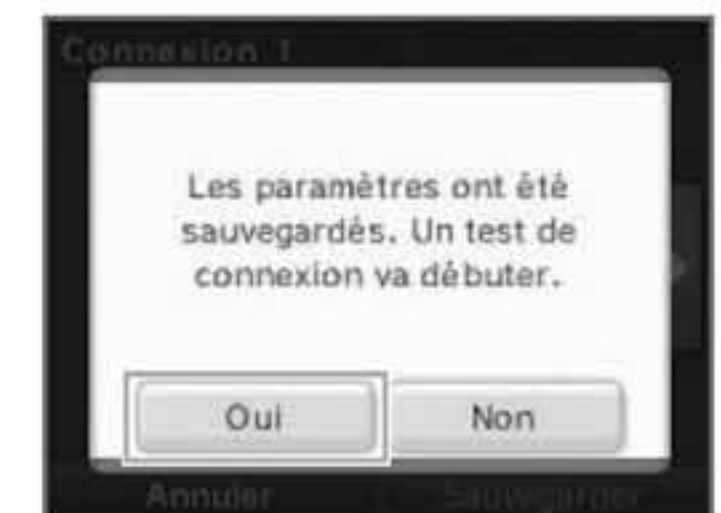 Connexion 1
Les paramètres ont été
sauvegardés. Un test de
connexion va débuter.
Oui
Non
Annuler
Sauvegarder